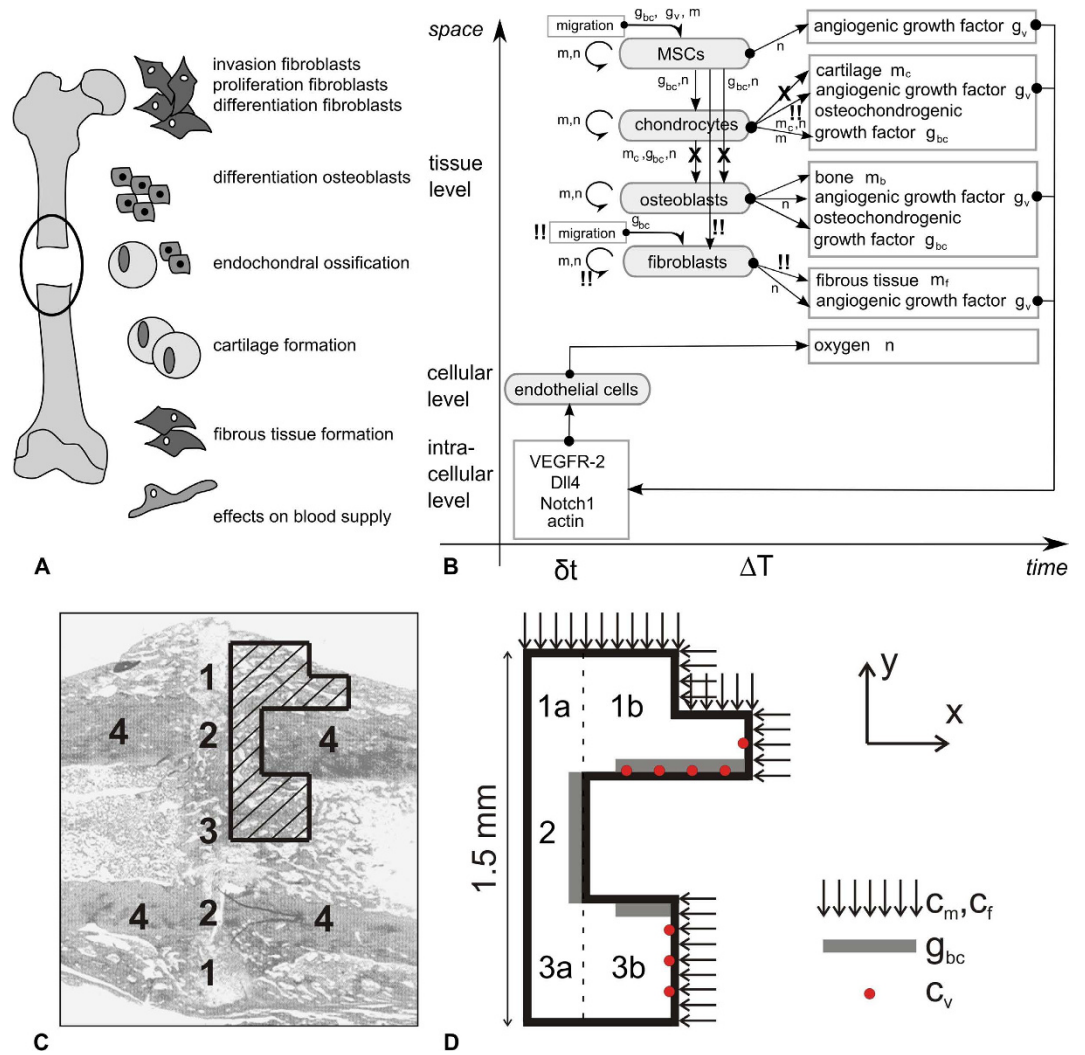 invasion fibroblasts
proliferation fibroblasts
differentiation fibroblasts
differentiation osteoblasts
endochondral ossification
cartilage formation
fibrous tissue formation
effects on blood supply
A
space
tissue
level
cellular
level
intra-
cellular
level
migration
g_bc, g_v, m
m,n
MSCs
n
g_bc,n
g_bc,n
m,n
chondrocytes
X
!!
m_c,n
m
m_c,g_bc,n
X
X
m,n
osteoblasts
n
!!
migration
g_bc
!!
m,n
!!
fibroblasts
!!
n
angiogenic growth factor g_v
cartilage m_c
angiogenic growth factor g_v
osteochondrogenic
growth factor g_bc
bone m_b
angiogenic growth factor g_v
osteochondrogenic
growth factor g_bc
fibrous tissue m_f
angiogenic growth factor g_v
oxygen n
endothelial cells
VEGFR-2
Dll4
Notch1
actin
B
δt
ΔT
time
1
4
2
4
3
4
2
4
1
C
1.5 mm
1a
1b
2
3a
3b
y
x
c_m,c_f
g_bc
c_v
D